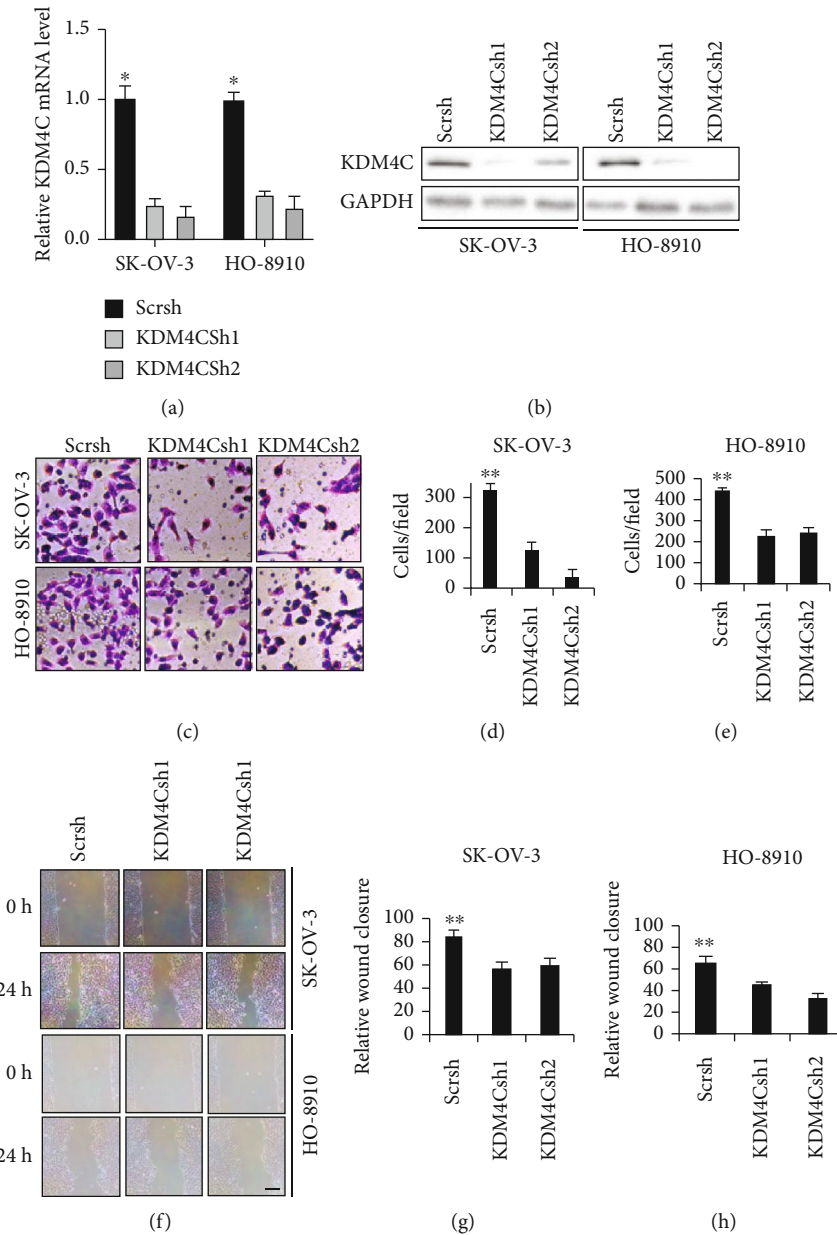 Relative KDM4C mRNA level
1.5
1.0
0.5
0.0
*
*
SK-OV-3
HO-8910
Scrsh
KDM4CSh1
KDM4CSh2
(a)
Scrsh
KDM4Csh1
KDM4Csh2
Scrsh
KDM4Csh1
KDM4Csh2
KDM4C
GAPDH
SK-OV-3
HO-8910
(b)
Scrsh
KDM4Csh1
KDM4Csh2
SK-OV-3
HO-8910
(c)
SK-OV-3
**
Cells/field
300
200
100
0
Scrsh
KDM4Csh1
KDM4Csh2
(d)
HO-8910
**
Cells/field
500
400
300
200
100
0
Scrsh
KDM4Csh1
KDM4Csh2
(e)
Scrsh
KDM4Csh1
KDM4Csh1
0 h
24 h
SK-OV-3
0 h
24 h
HO-8910
(f)
SK-OV-3
**
Relative wound closure
100
80
60
40
20
0
Scrsh
KDM4Csh1
KDM4Csh2
(g)
HO-8910
**
Relative wound closure
100
80
60
40
20
0
Scrsh
KDM4Csh1
KDM4Csh2
(h)